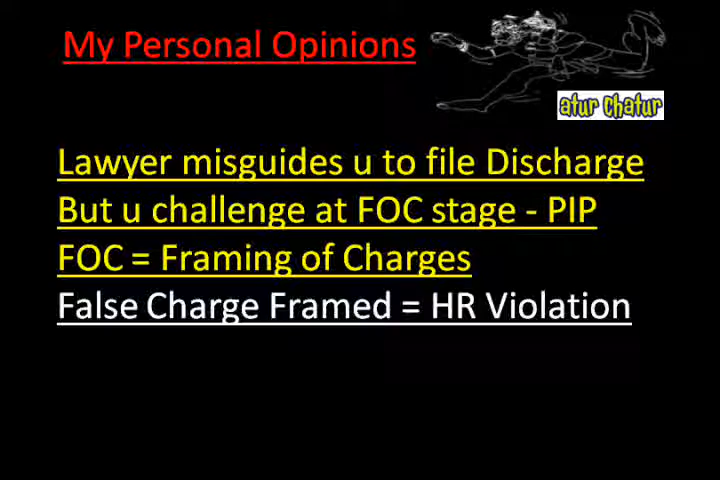 My Personal Opinions
atur chatur
Lawyer misguides u to file Discharge
But u challenge at FOC stage - PIP
FOC = Framing of Charges
False Charge Framed = HR Violation